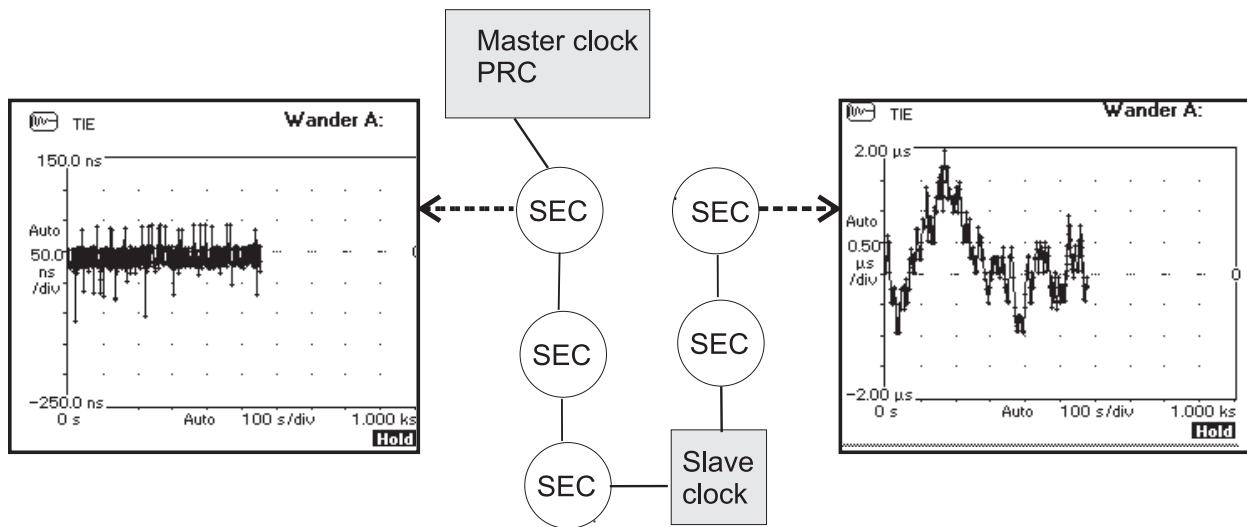 Master clock
PRC
TIE
Wander A:
150.0 ns
Auto
50.0
ns
/div
0
-250.0 ns
0 s
Auto
100 s/div
1.000 ks
Hold
SEC
SEC
SEC
Slave
clock
SEC
SEC
TIE
Wander A:
2.00 µs
Auto
0.50
µs
/div
0
-2.00 µs
0 s
Auto
100 s/div
1.000 ks
Hold